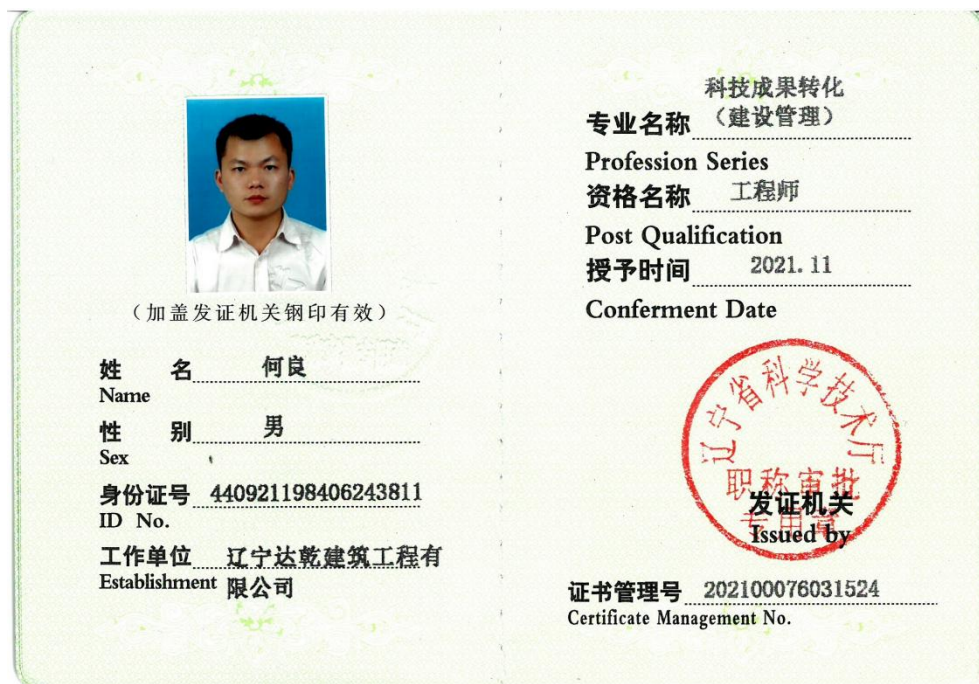 （加盖发证机关钢印有效）
姓 名 何良
Name
性 别 男
Sex
身份证号 440921198406243811
ID No.
工作单位 辽宁达乾建筑工程有
Establishment 限公司
科技成果转化
专业名称 （建设管理）
Profession Series
资格名称 工程师
Post Qualification
授予时间 2021.11
Conferment Date
辽宁省科学技术厅
职称审批
专用章
发证机关
Issued by
证书管理号 202100076031524
Certificate Management No.